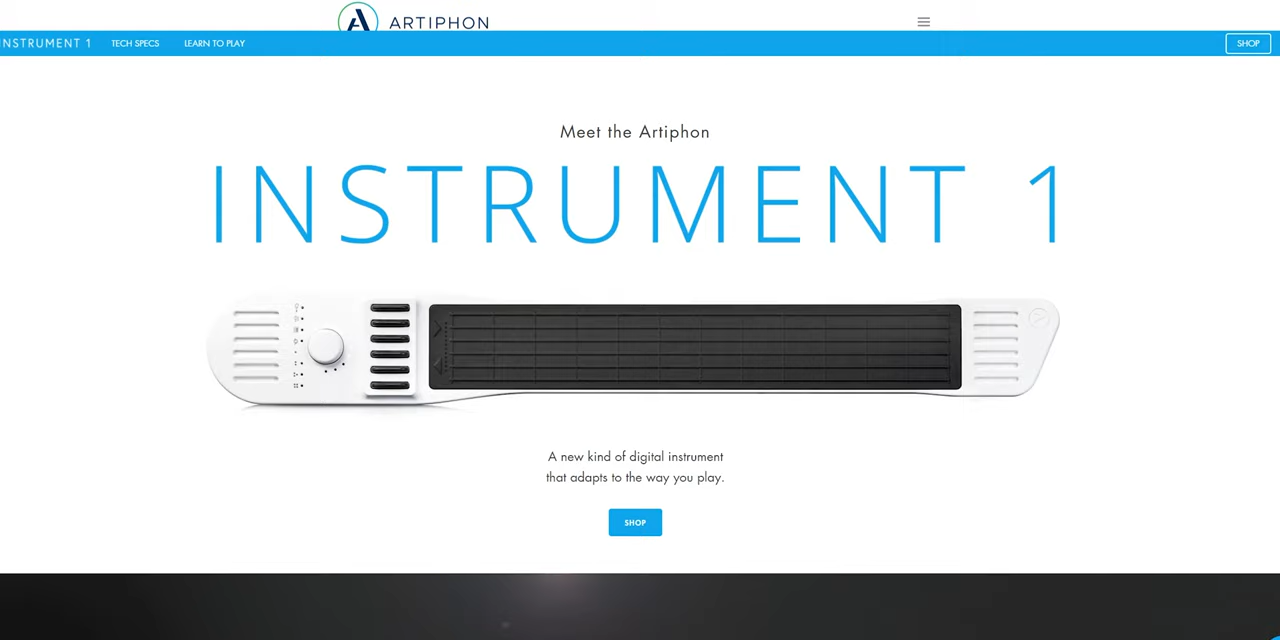 ARTIPHON
INSTRUMENT 1 TECH SPECS LEARN TO PLAY SHOP
Meet the Artiphon
INSTRUMENT 1
A new kind of digital instrument
that adapts to the way you play.
SHOP